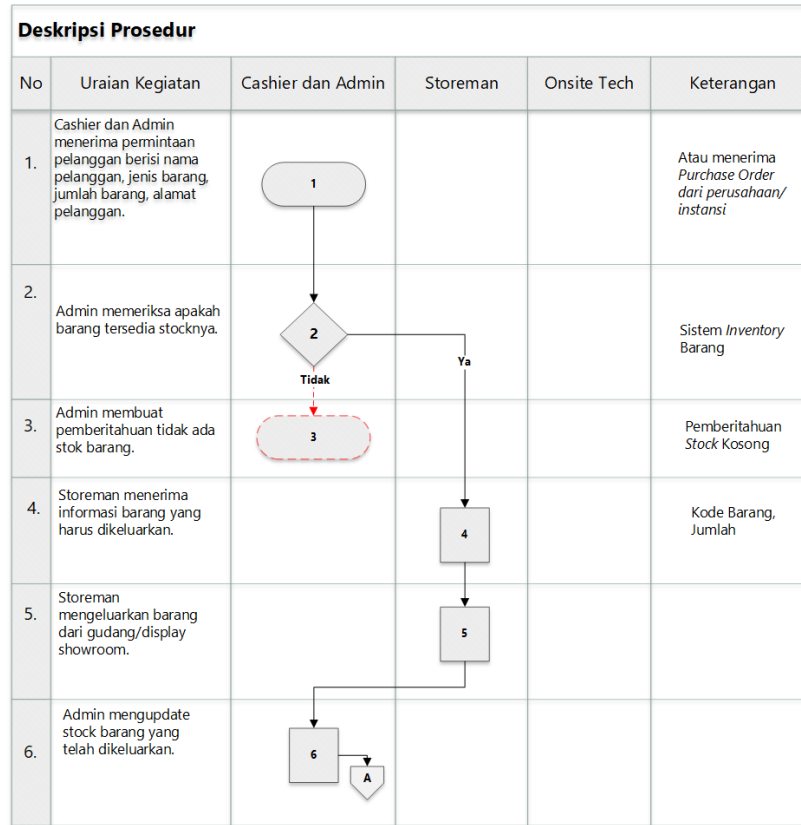 Deskripsi Prosedur
No
Uraian Kegiatan
Cashier dan Admin
Storeman
Onsite Tech
Keterangan
1.
Cashier dan Admin
menerima permintaan
pelanggan berisi nama
pelanggan, jenis barang,
jumlah barang, alamat
pelanggan.
1
Atau menerima
Purchase Order
dari perusahaan/
instansi
2.
Admin memeriksa apakah
barang tersedia stocknya.
2
Ya
Tidak
Sistem Inventory
Barang
3.
Admin membuat
pemberitahuan tidak ada
stok barang.
3
Pemberitahuan
Stock Kosong
4.
Storeman menerima
informasi barang yang
harus dikeluarkan.
4
Kode Barang,
Jumlah
5.
Storeman
mengeluarkan barang
dari gudang/display
showroom.
5
6.
Admin mengupdate
stock barang yang
telah dikeluarkan.
6
A